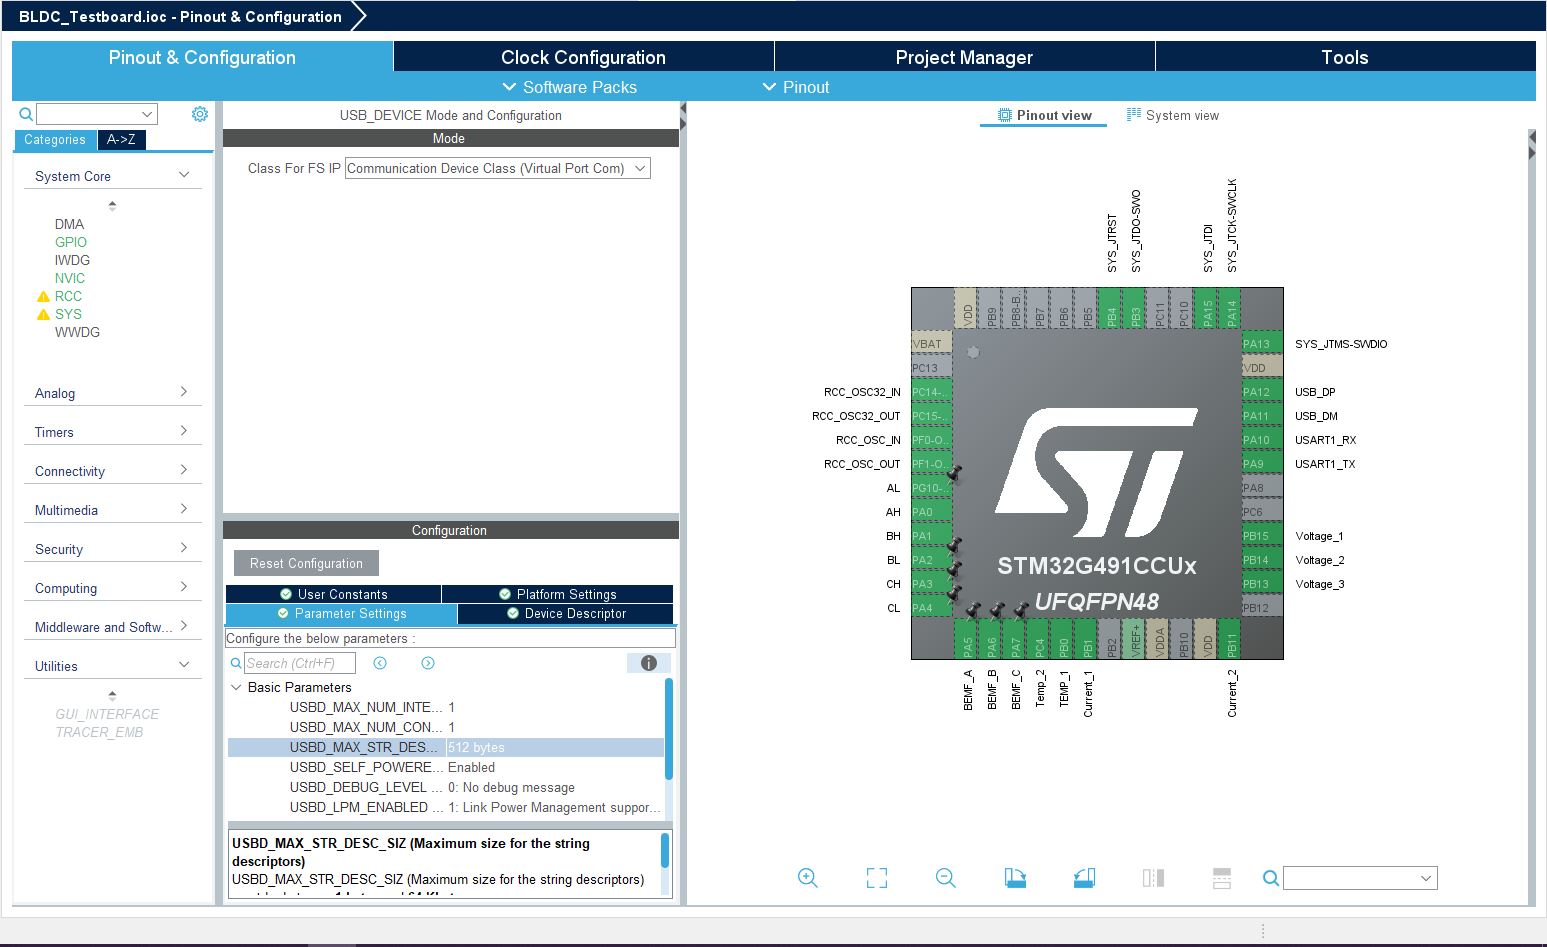 BLDC_Testboard.ioc - Pinout & Configuration
Pinout & Configuration
Clock Configuration
Project Manager
Tools
Software Packs
Pinout
Categories
A->Z
System Core
DMA
GPIO
IWDG
NVIC
RCC
SYS
WWDG
Analog
Timers
Connectivity
Multimedia
Security
Computing
Middleware and Softw...
Utilities
GUI_INTERFACE
TRACER_EMB
USB_DEVICE Mode and Configuration
Mode
Class For FS IP Communication Device Class (Virtual Port Com)
Configuration
Reset Configuration
User Constants
Platform Settings
Parameter Settings
Device Descriptor
Configure the below parameters :
Search (Ctrl+F)
Basic Parameters
USBD_MAX_NUM_INTE... 1
USBD_MAX_NUM_CON... 1
USBD_MAX_STR_DES... 512 bytes
USBD_SELF_POWERE... Enabled
USBD_DEBUG_LEVEL ... 0: No debug message
USBD_LPM_ENABLED ... 1: Link Power Management suppor...
USBD_MAX_STR_DESC_SIZ (Maximum size for the string
descriptors)
USBD_MAX_STR_DESC_SIZ (Maximum size for the string descriptors)
Pinout view
System view
SYS_JTRST
SYS_JTDO-SWO
SYS_JTDI
SYS_JTCK-SWCLK
VDD
PB9
PB8-B..
PB7
PB6
PB5
PB4
PB3
PC11
PC10
PA15
PA14
VBAT
PC13
RCC_OSC32_IN PC14-..
RCC_OSC32_OUT PC15-..
RCC_OSC_IN PF0-O..
RCC_OSC_OUT PF1-O..
AL PG10-..
AH PA0
BH PA1
BL PA2
CH PA3
CL PA4
STM32G491CCUx
UFQFPN48
PA13 SYS_JTMS-SWDIO
VDD
PA12 USB_DP
PA11 USB_DM
PA10 USART1_RX
PA9 USART1_TX
PA8
PC6
PB15 Voltage_1
PB14 Voltage_2
PB13 Voltage_3
PB12
PA5
PA6
PA7
PC4
PB0
PB1
PB2
VREF+
VDDA
PB10
VDD
PB11
BEMF_A
BEMF_B
BEMF_C
Temp_2
TEMP_1
Current_1
Current_2